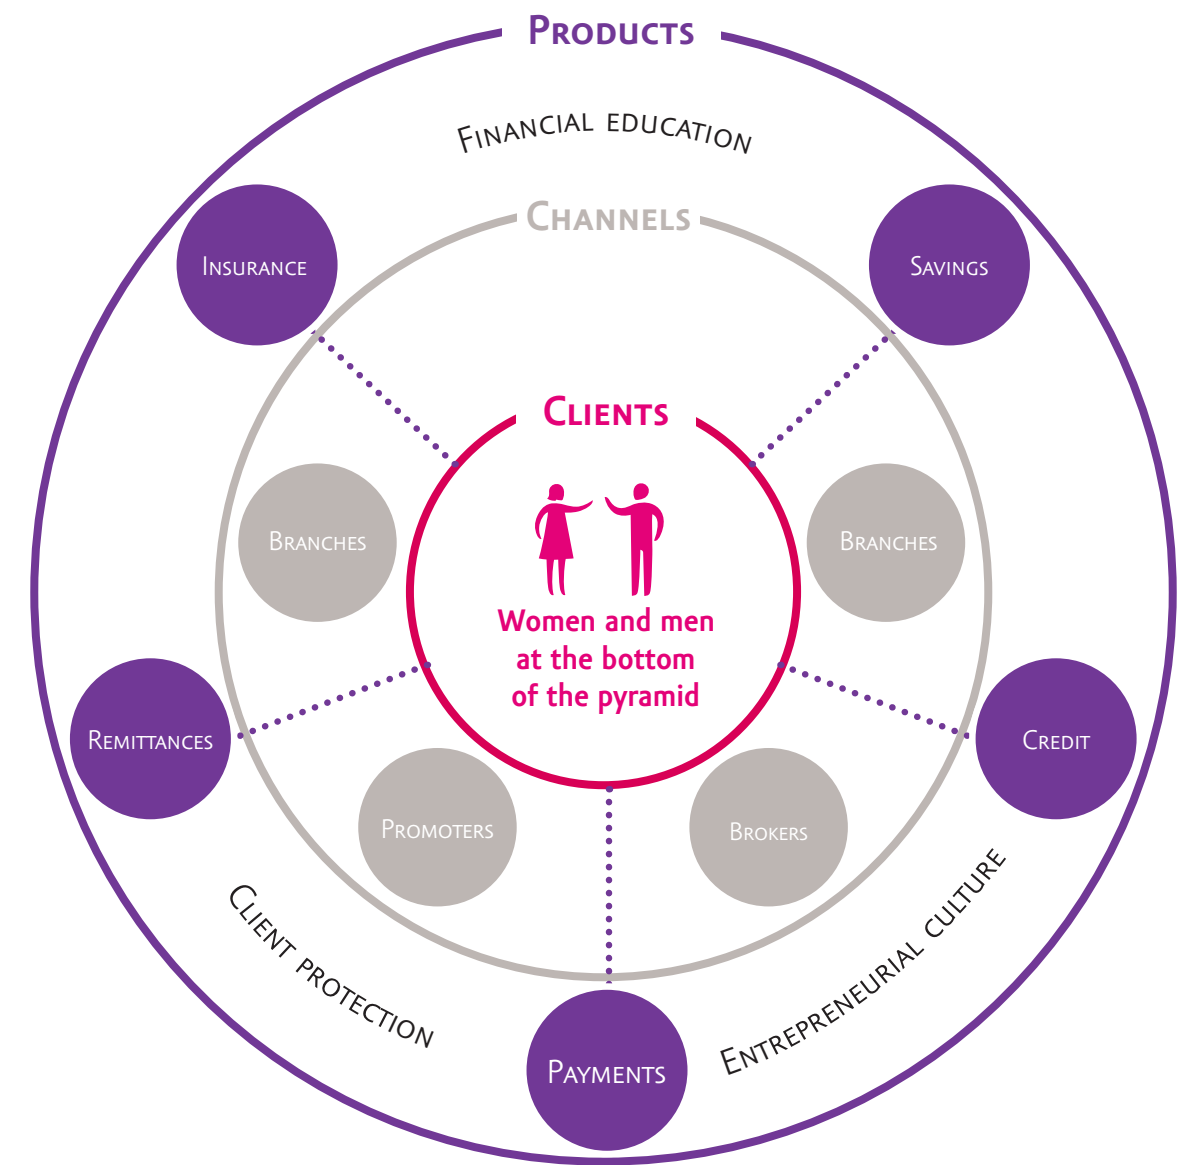 Products
Financial education
Channels
Insurance
Savings
Clients
Branches
Branches
Women and men
at the bottom
of the pyramid
Remittances
Credit
Promoters
Brokers
Client protection
Entrepreneurial culture
Payments